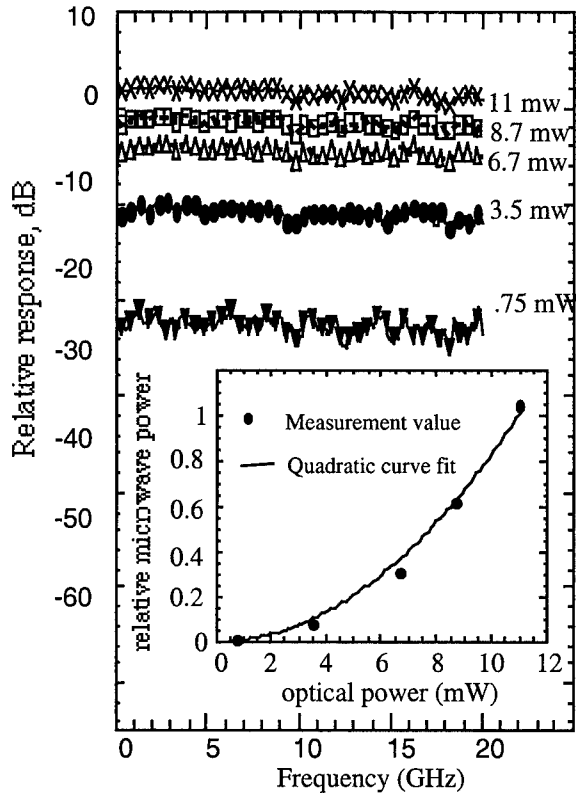 10
0
-10
-20
-30
-40
-50
-60
Relative response, dB
11 mw
8.7 mw
6.7 mw
3.5 mw
.75 mW
relative microwave power
1
0.8
0.6
0.4
0.2
0
Measurement value
Quadratic curve fit
0 2 4 6 8 10 12
optical power (mW)
0 5 10 15 20
Frequency (GHz)